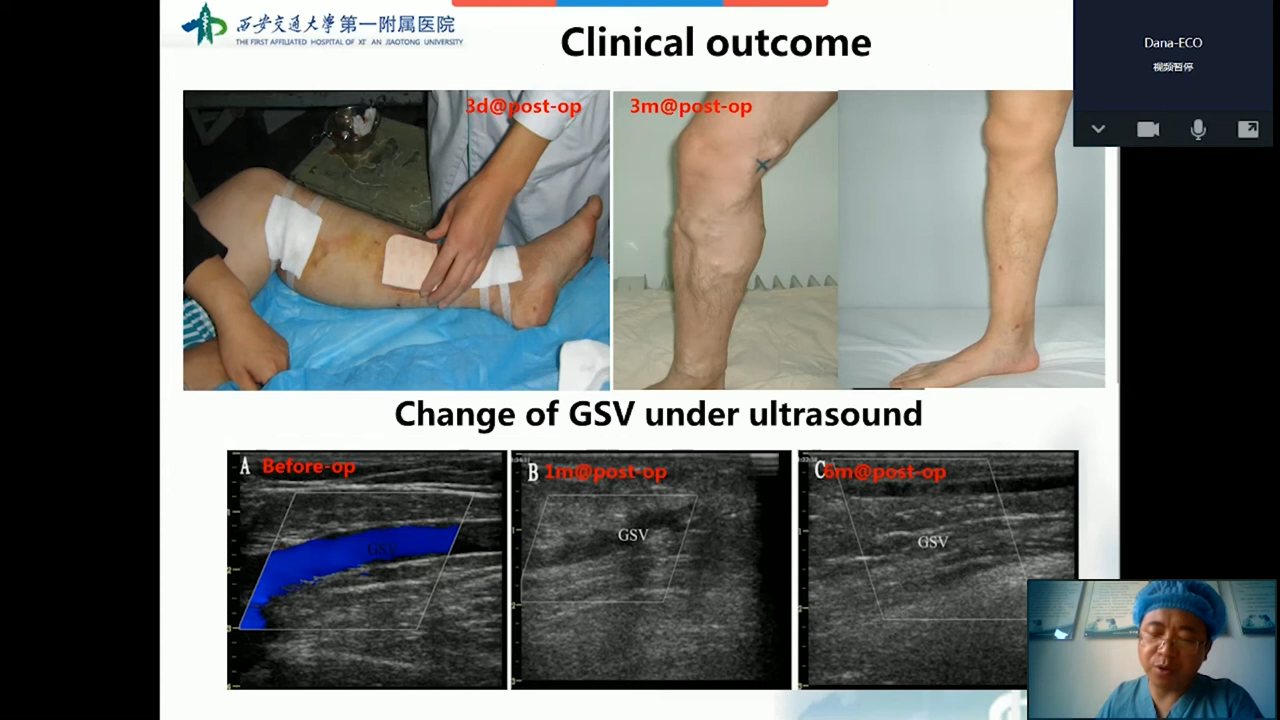 西安交通大学第一附属医院
THE FIRST AFFILIATED HOSPITAL OF XI'AN JIAOTONG UNIVERSITY
Clinical outcome
Dana-ECO
视频暂停
3d@post-op
3m@post-op
Change of GSV under ultrasound
A Before-op
B 1m@post-op
C 6m@post-op
GSV
GSV
GSV